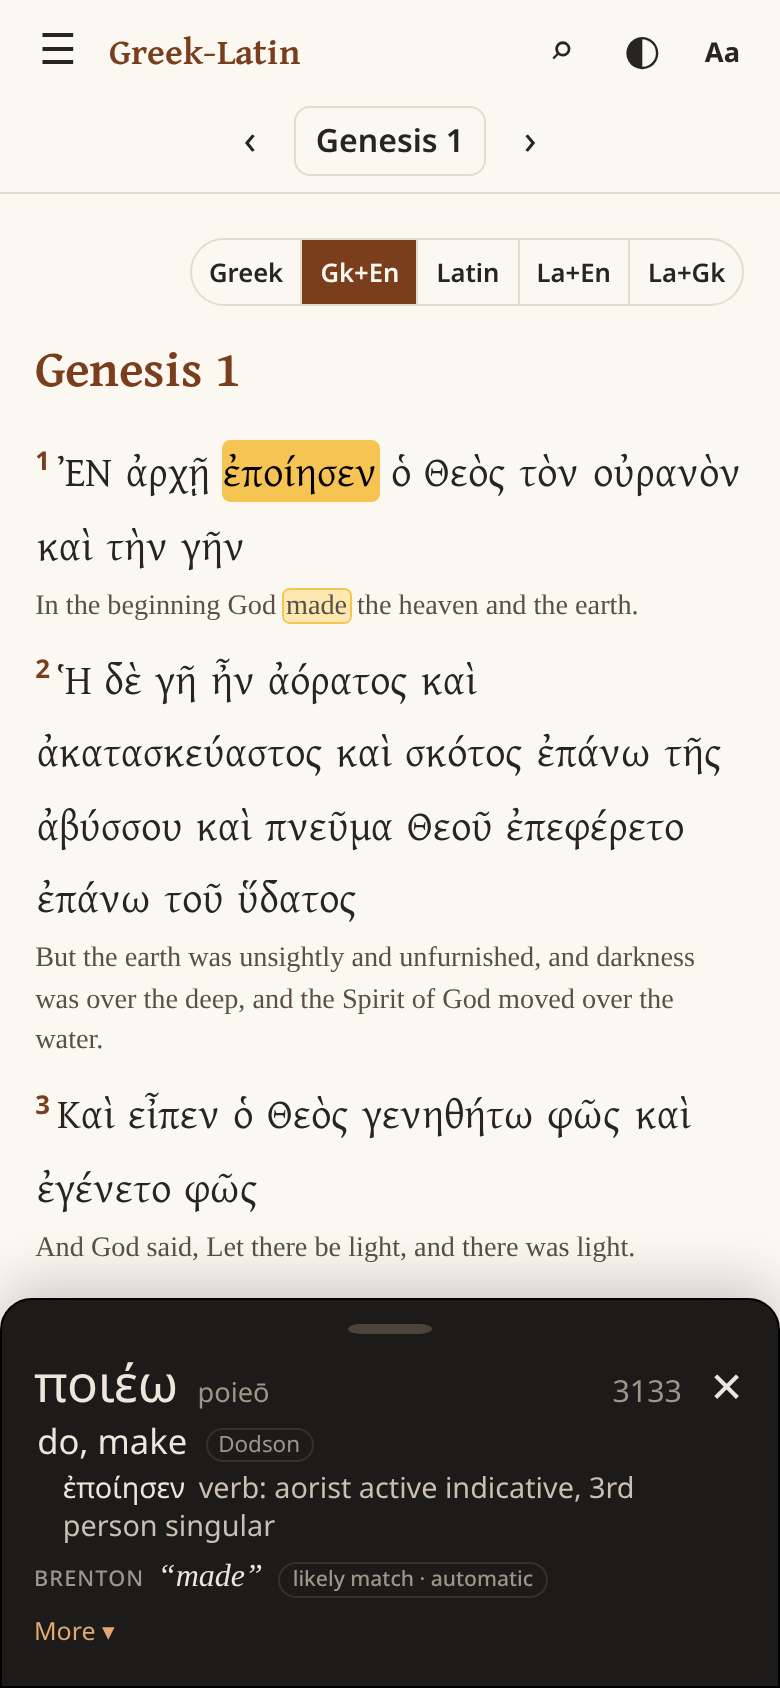 ☰ Greek-Latin ⌕ ◐ Aa
‹ Genesis 1 ›
Greek Gk+En Latin La+En La+Gk
Genesis 1
1 ἘΝ ἀρχῇ ἐποίησεν ὁ Θεὸς τὸν οὐρανὸν
καὶ τὴν γῆν
In the beginning God made the heaven and the earth.
2 Ἡ δὲ γῆ ἦν ἀόρατος καὶ
ἀκατασκεύαστος καὶ σκότος ἐπάνω τῆς
ἀβύσσου καὶ πνεῦμα Θεοῦ ἐπεφέρετο
ἐπάνω τοῦ ὕδατος
But the earth was unsightly and unfurnished, and darkness
was over the deep, and the Spirit of God moved over the
water.
3 Καὶ εἶπεν ὁ Θεὸς γενηθήτω φῶς καὶ
ἐγένετο φῶς
And God said, Let there be light, and there was light.
ποιέω poieō 3133 ✕
do, make Dodson
ἐποίησεν verb: aorist active indicative, 3rd
person singular
BRENTON “made” likely match · automatic
More ▾